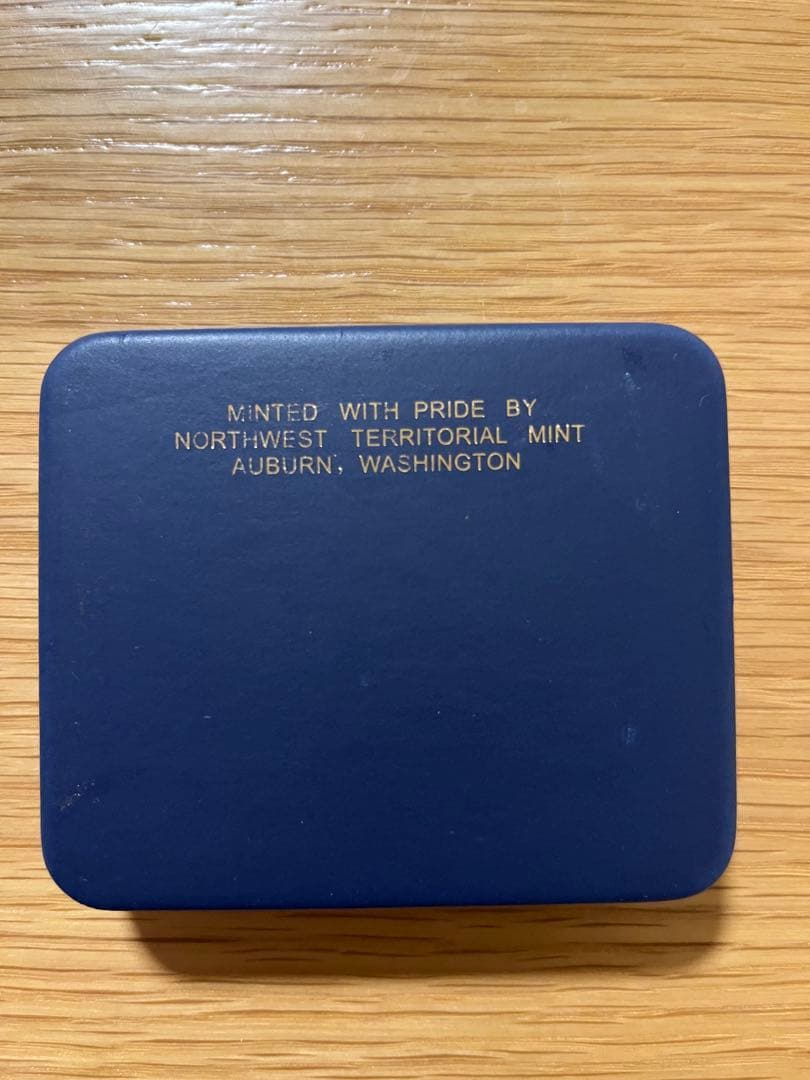 MINTED WITH PRIDE BY
NORTHWEST TERRITORIAL MINT
AUBURN, WASHINGTON